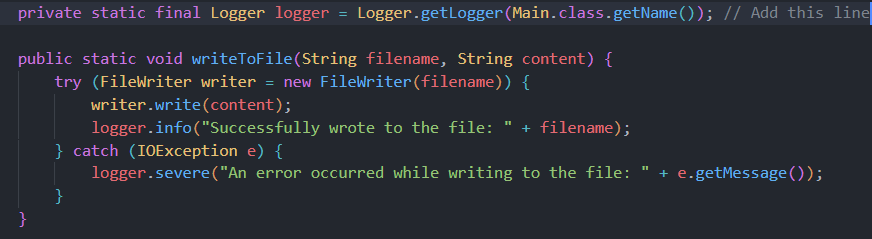 private static final Logger logger = Logger.getLogger(Main.class.getName()); // Add this line
public static void writeToFile(String filename, String content) {
    try (FileWriter writer = new FileWriter(filename)) {
        writer.write(content);
        logger.info("Successfully wrote to the file: " + filename);
    } catch (IOException e) {
        logger.severe("An error occurred while writing to the file: " + e.getMessage());
    }
}